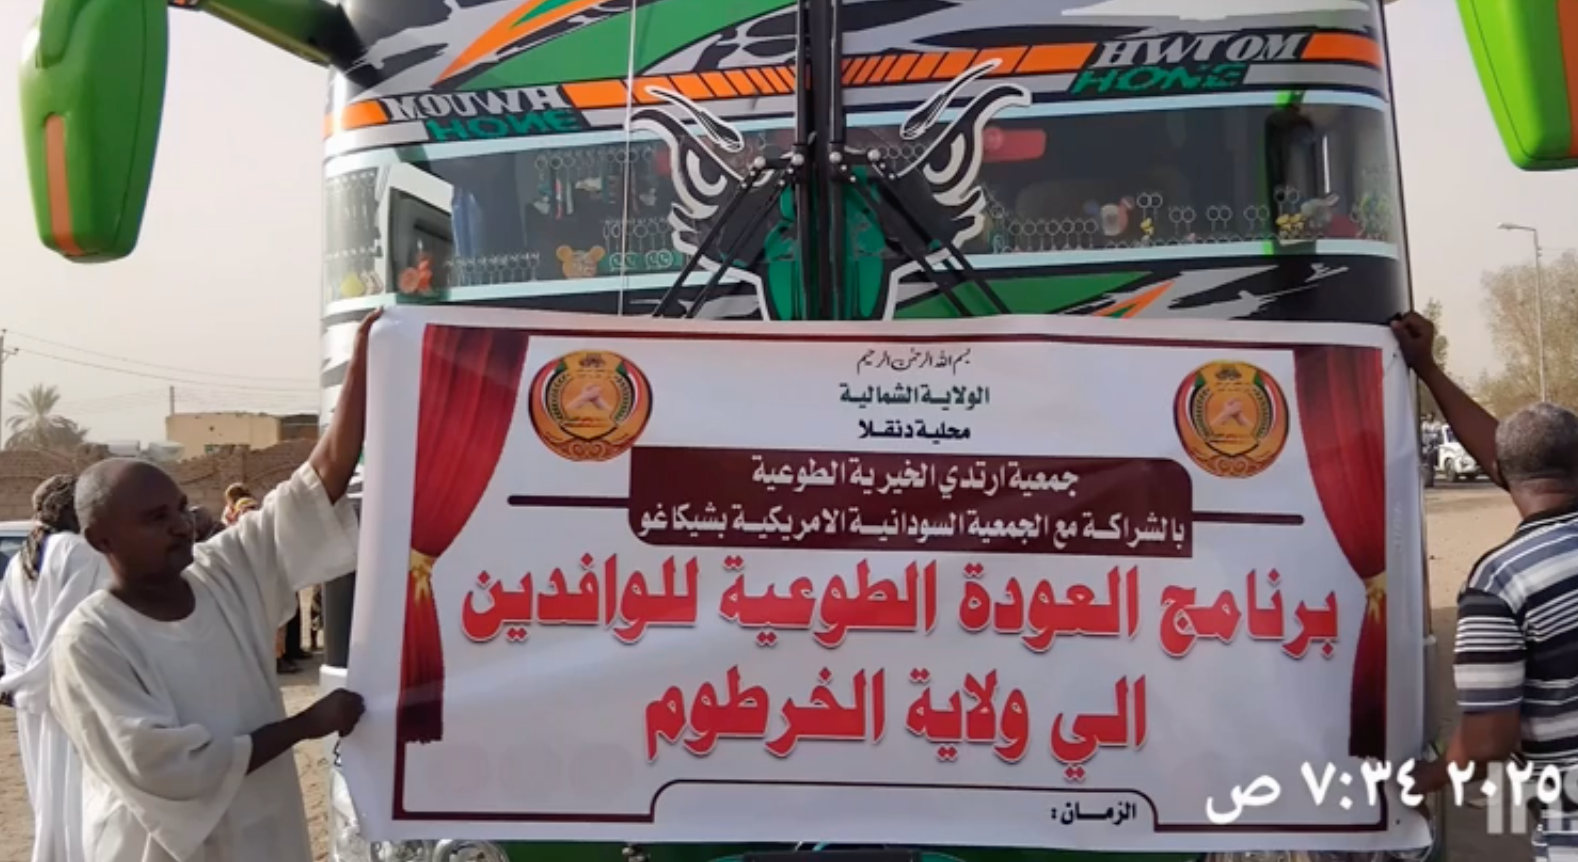 MOUWH
HONE
HWTOM
HONE
بسم الله الرحمن الرحيم
الولاية الشمالية
محلية دنقلا
جمعية ارتدي الخيرية الطوعية
بالشراكة مع الجمعية السودانية الامريكية بشيكاغو
برنامج العودة الطوعية للوافدين
الي ولاية الخرطوم
الزمان:
٢٠٢٥ ٧:٣٤ ص